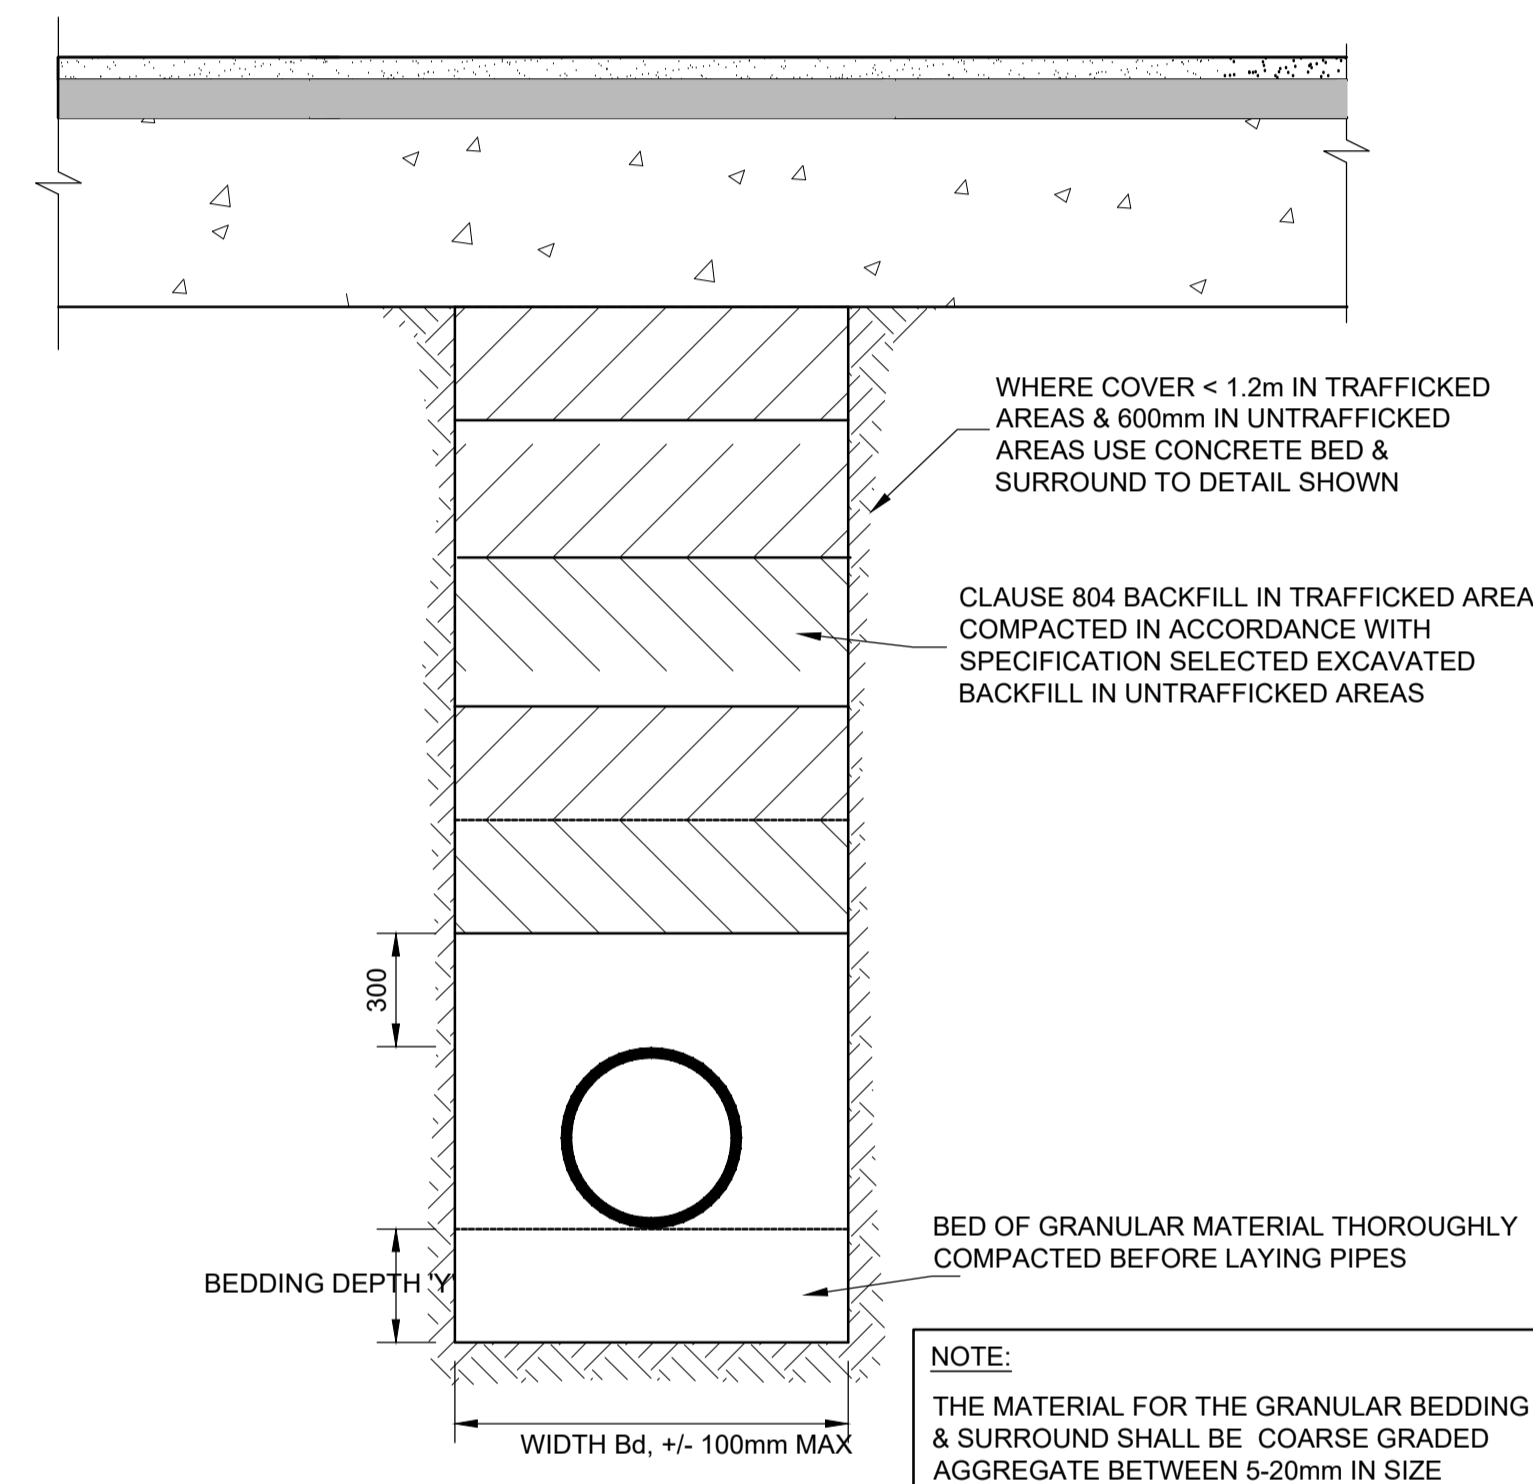 WHERE COVER < 1.2m IN TRAFFICKED
AREAS & 600mm IN UNTRAFFICKED
AREAS USE CONCRETE BED &
SURROUND TO DETAIL SHOWN
CLAUSE 804 BACKFILL IN TRAFFICKED AREA
COMPACTED IN ACCORDANCE WITH
SPECIFICATION SELECTED EXCAVATED
BACKFILL IN UNTRAFFICKED AREAS
300
BED OF GRANULAR MATERIAL THOROUGHLY
COMPACTED BEFORE LAYING PIPES
BEDDING DEPTH 'Y'
WIDTH Bd, +/- 100mm MAX
NOTE:
THE MATERIAL FOR THE GRANULAR BEDDING
& SURROUND SHALL BE COARSE GRADED
AGGREGATE BETWEEN 5-20mm IN SIZE